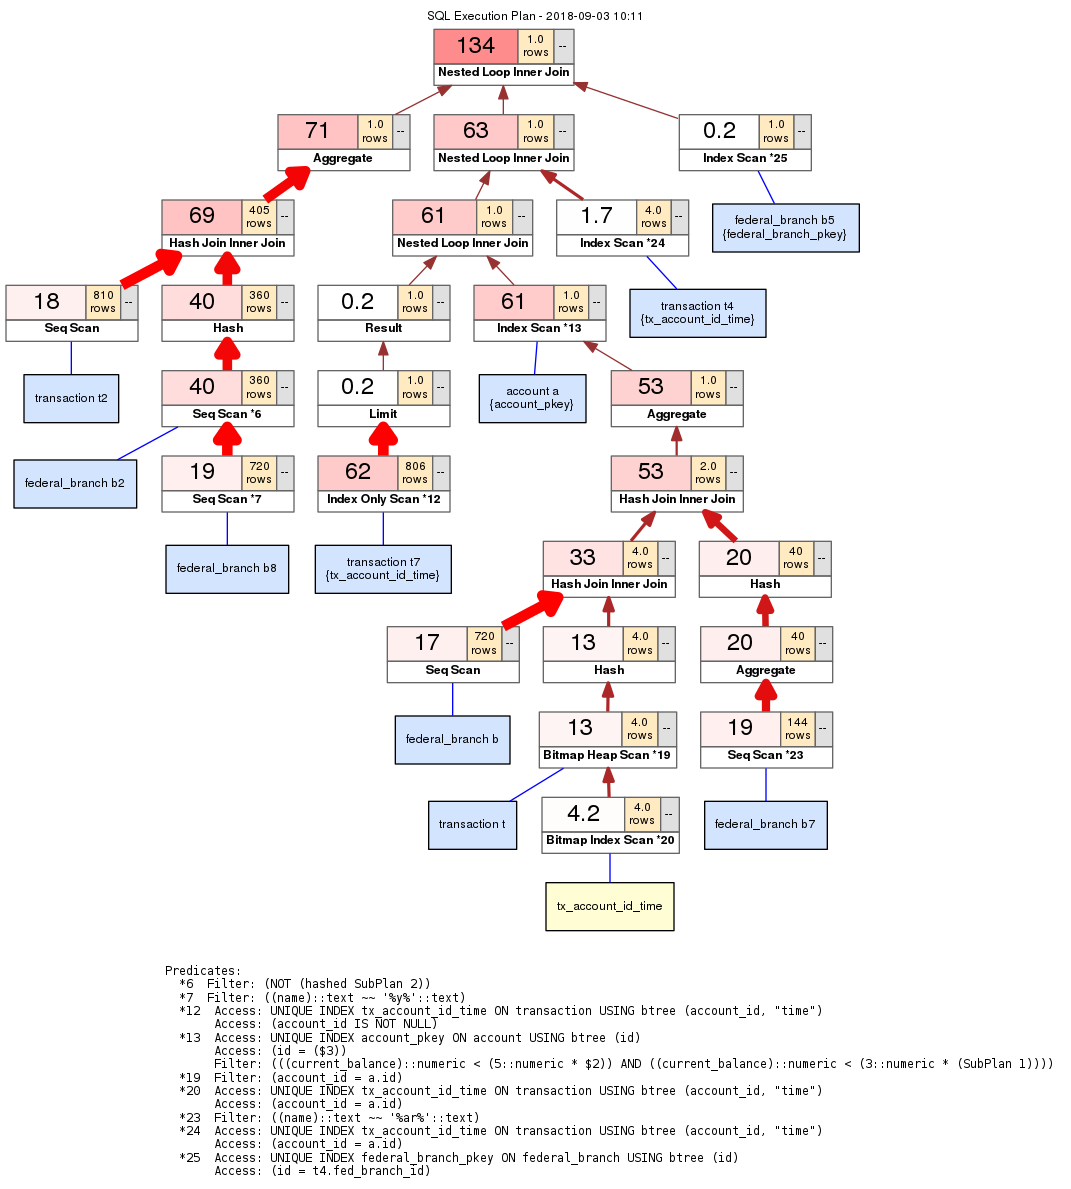 SQL Execution Plan - 2018-09-03 10:11
134 1.0 rows --
Nested Loop Inner Join
71 1.0 rows --
Aggregate
63 1.0 rows --
Nested Loop Inner Join
0.2 1.0 rows --
Index Scan *25
69 405 rows --
Hash Join Inner Join
61 1.0 rows --
Nested Loop Inner Join
1.7 4.0 rows --
Index Scan *24
federal_branch b5
{federal_branch_pkey}
18 810 rows --
Seq Scan
40 360 rows --
Hash
0.2 1.0 rows --
Result
61 1.0 rows --
Index Scan *13
transaction t4
{tx_account_id_time}
transaction t2
40 360 rows --
Seq Scan *6
0.2 1.0 rows --
Limit
account a
{account_pkey}
53 1.0 rows --
Aggregate
federal_branch b2
19 720 rows --
Seq Scan *7
62 806 rows --
Index Only Scan *12
53 2.0 rows --
Hash Join Inner Join
federal_branch b8
transaction t7
{tx_account_id_time}
33 4.0 rows --
Hash Join Inner Join
20 40 rows --
Hash
17 720 rows --
Seq Scan
13 4.0 rows --
Hash
20 40 rows --
Aggregate
federal_branch b
13 4.0 rows --
Bitmap Heap Scan *19
19 144 rows --
Seq Scan *23
transaction t
4.2 4.0 rows --
Bitmap Index Scan *20
federal_branch b7
tx_account_id_time
Predicates:
*6 Filter: (NOT (hashed SubPlan 2))
*7 Filter: ((name)::text ~~ '%y%'::text)
*12 Access: UNIQUE INDEX tx_account_id_time ON transaction USING btree (account_id, "time")
Access: (account_id IS NOT NULL)
*13 Access: UNIQUE INDEX account_pkey ON account USING btree (id)
Access: (id = ($3))
Filter: (((current_balance)::numeric < (5::numeric * $2)) AND ((current_balance)::numeric < (3::numeric * (SubPlan 1))))
*19 Filter: (account_id = a.id)
*20 Access: UNIQUE INDEX tx_account_id_time ON transaction USING btree (account_id, "time")
Access: (account_id = a.id)
*23 Filter: ((name)::text ~~ '%ar%'::text)
*24 Access: UNIQUE INDEX tx_account_id_time ON transaction USING btree (account_id, "time")
Access: (account_id = a.id)
*25 Access: UNIQUE INDEX federal_branch_pkey ON federal_branch USING btree (id)
Access: (id = t4.fed_branch_id)